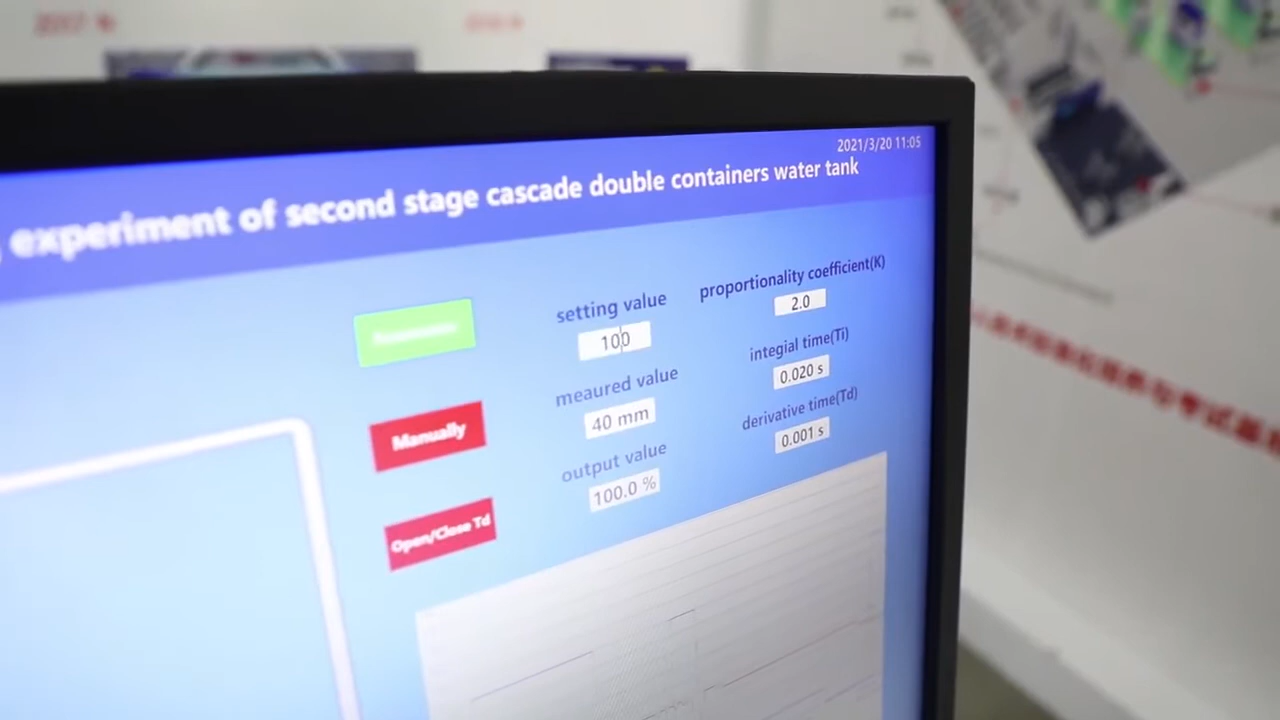 2021/3/20 11:05
experiment of second stage cascade double containers water tank
setting value
100
meaured value
40 mm
output value
100.0 %
proportionality coefficient(K)
2.0
integial time(Ti)
0.020 s
derivative time(Td)
0.001 s
Manually
Open/Close Td